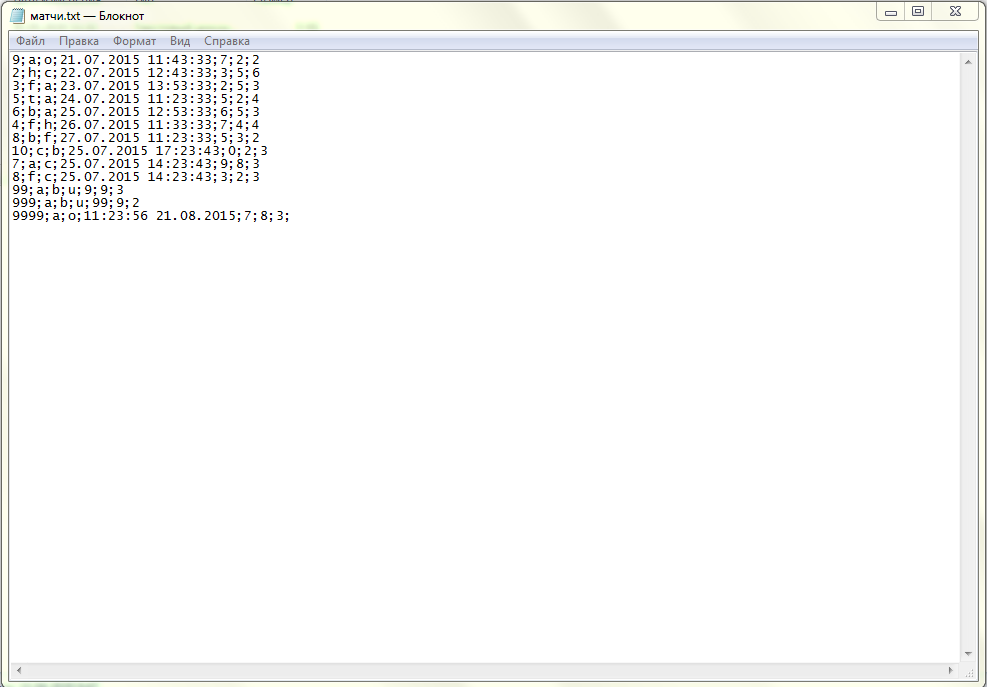 матчи.txt — Блокнот
Файл Правка Формат Вид Справка
9;a;o;21.07.2015 11:43:33;7;2;2
2;h;c;22.07.2015 12:43:33;3;5;6
3;f;a;23.07.2015 13:53:33;2;5;3
5;t;a;24.07.2015 11:23:33;5;2;4
6;b;a;25.07.2015 12:53:33;6;5;3
4;f;h;26.07.2015 11:33:33;7;4;4
8;b;f;27.07.2015 11:23:33;5;3;2
10;c;b;25.07.2015 17:23:43;0;2;3
7;a;c;25.07.2015 14:23:43;9;8;3
8;f;c;25.07.2015 14:23:43;3;2;3
99;a;b;u;9;9;3
999;a;b;u;99;9;2
9999;a;o;11:23:56 21.08.2015;7;8;3;